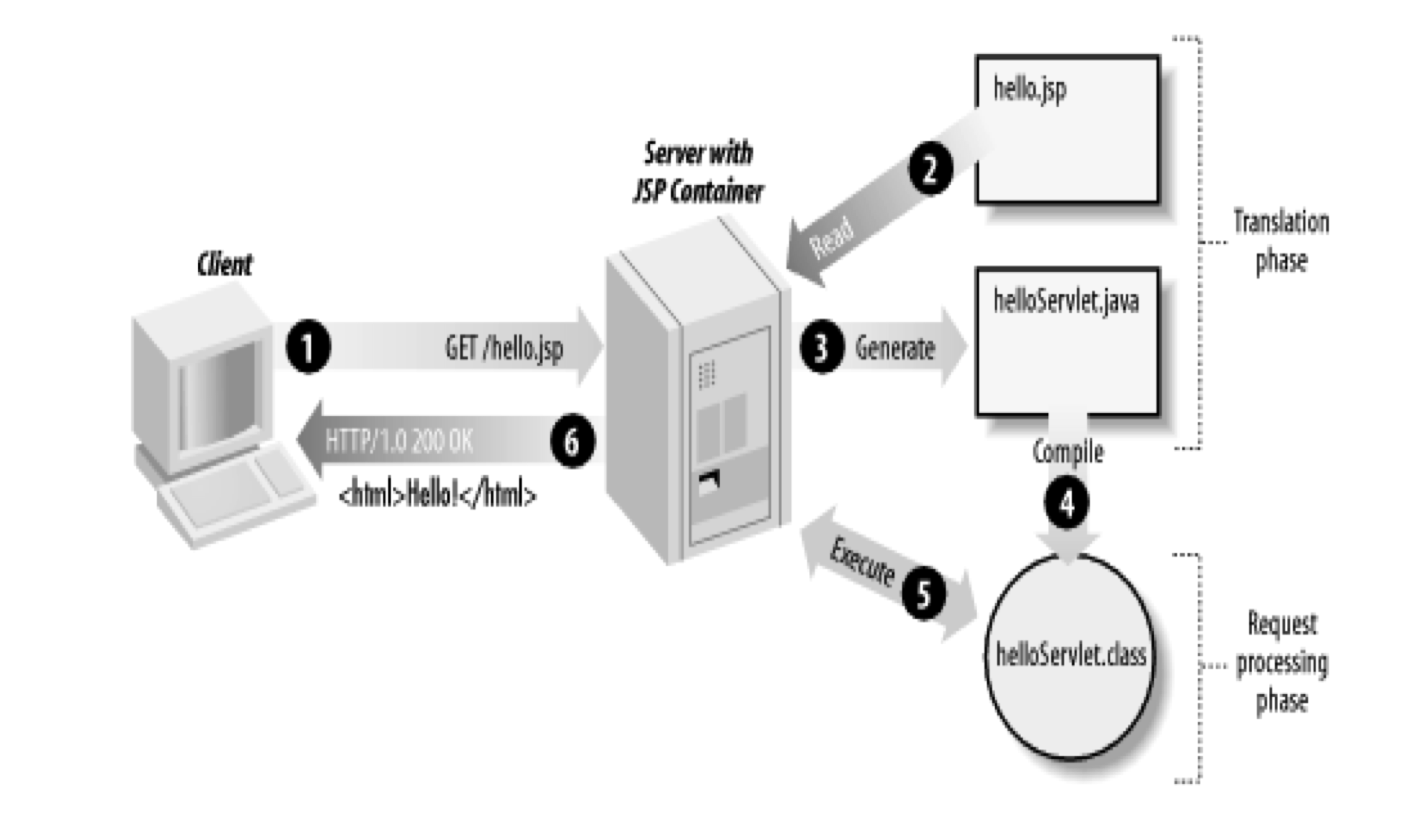 Client
1
GET /hello.jsp
6
HTTP/1.0 200 OK
<html>Hello!</html>
Server with
JSP Container
2
Read
hello.jsp
3
Generate
helloServlet.java
Compile
4
Execute
5
helloServlet.class
Translation
phase
Request
processing
phase